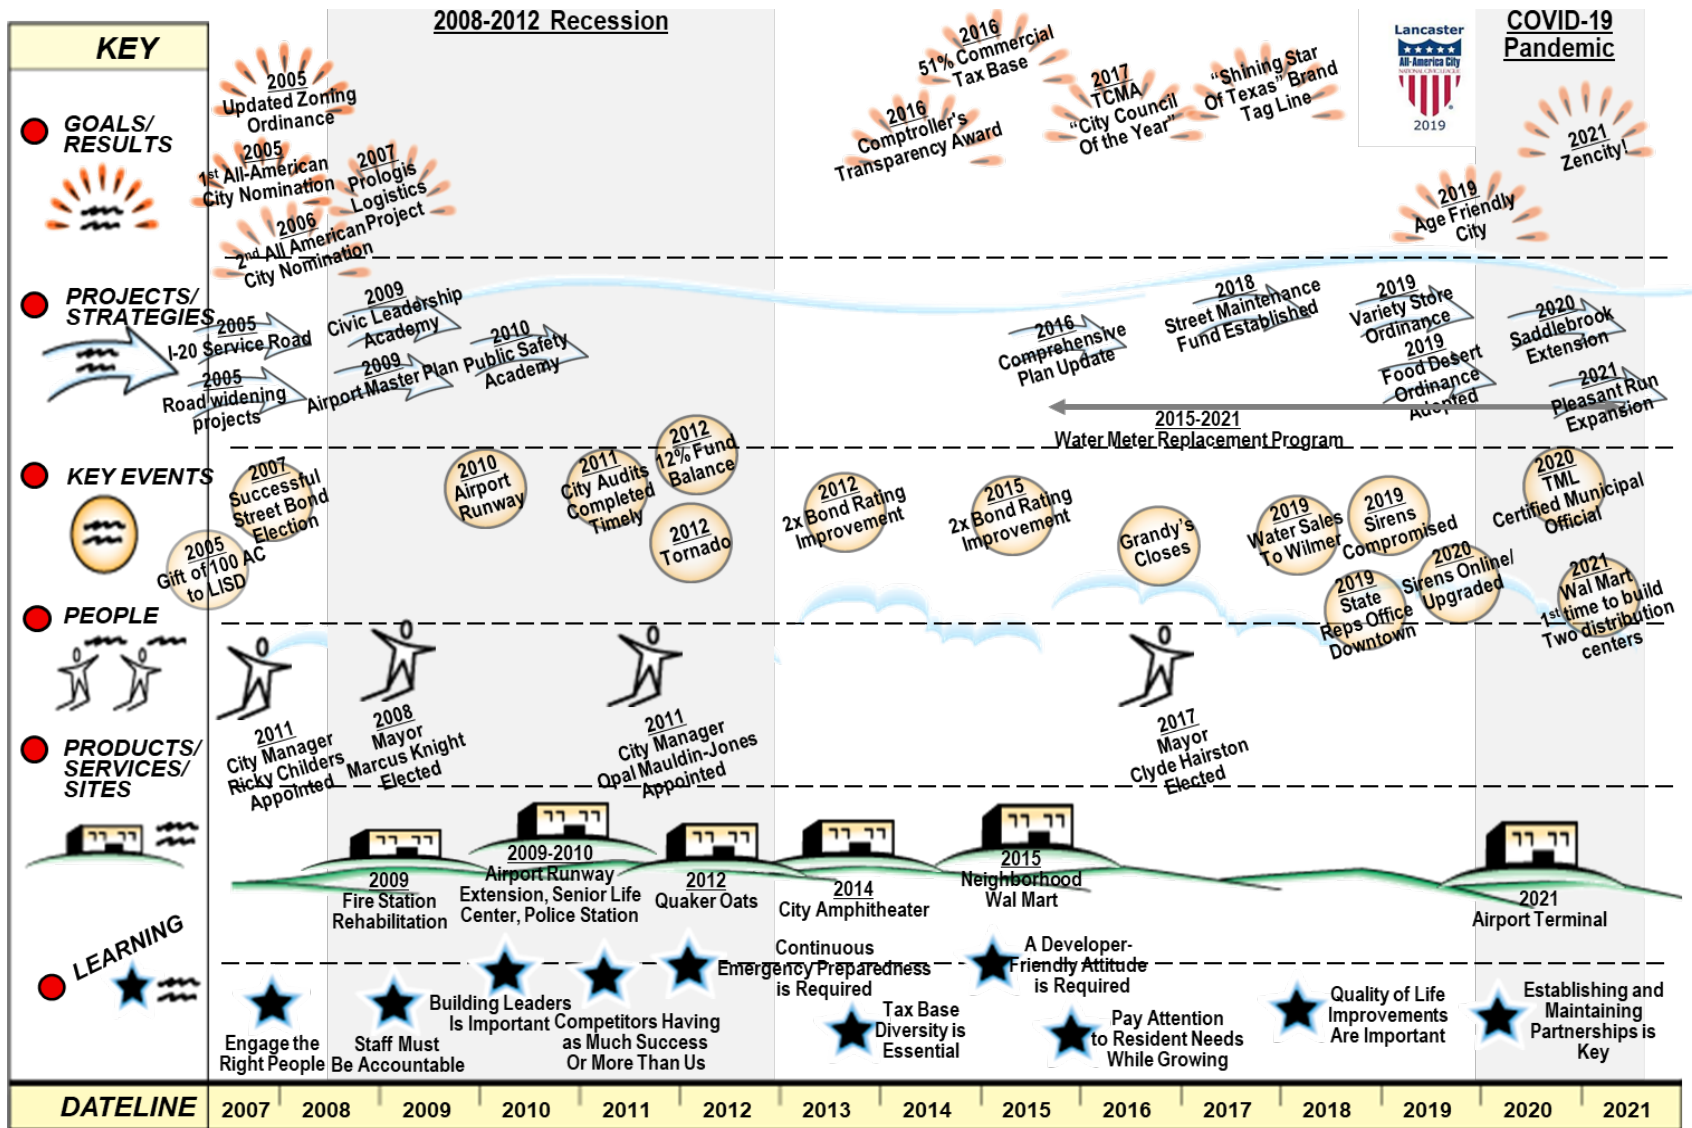 2008-2012 Recession
COVID-19
Pandemic
KEY
GOALS/
RESULTS
2005
Updated Zoning
Ordinance
2005
1st All-American
City Nomination
2007
Prologis
Logistics
Project
2006
2nd All American
City Nomination
2016
51% Commercial
Tax Base
2016
Comptroller's
Transparency Award
2017
TCMA
“City Council
Of the Year”
“Shining Star
Of Texas” Brand
Tag Line
Lancaster
All-America City
NATIONAL CIVIC LEAGUE
2019
2019
Age Friendly
City
2021
Zencity!
PROJECTS/
STRATEGIES
2005
I-20 Service Road
2005
Road widening
projects
2009
Civic Leadership
Academy
2009
Airport Master Plan
2010
Public Safety
Academy
2016
Comprehensive
Plan Update
2018
Street Maintenance
Fund Established
2019
Variety Store
Ordinance
2019
Food Desert
Ordinance
Adopted
2020
Saddlebrook
Extension
2021
Pleasant Run
Expansion
2015-2021
Water Meter Replacement Program
KEY EVENTS
2007
Successful
Street Bond
Election
2005
Gift of 100 AC
to LISD
2010
Airport
Runway
2011
City Audits
Completed
Timely
2012
12% Fund
Balance
2012
Tornado
2012
2x Bond Rating
Improvement
2015
2x Bond Rating
Improvement
Grandy’s
Closes
2019
Water Sales
To Wilmer
2019
Sirens
Compromised
2019
State
Reps Office
Downtown
2020
Sirens Online/
Upgraded
2020
TML
Certified Municipal
Official
2021
Wal Mart
1st time to build
Two distribution
centers
PEOPLE
2011
City Manager
Ricky Childers
Appointed
2008
Mayor
Marcus Knight
Elected
2011
City Manager
Opal Mauldin-Jones
Appointed
2017
Mayor
Clyde Hairston
Elected
PRODUCTS/
SERVICES/
SITES
2009
Fire Station
Rehabilitation
2009-2010
Airport Runway
Extension, Senior Life
Center, Police Station
2012
Quaker Oats
2014
City Amphitheater
2015
Neighborhood
Wal Mart
2021
Airport Terminal
LEARNING
Engage the
Right People
Staff Must
Be Accountable
Building Leaders
Is Important
Competitors Having
as Much Success
Or More Than Us
Continuous
Emergency Preparedness
is Required
Tax Base
Diversity is
Essential
A Developer-
Friendly Attitude
is Required
Pay Attention
to Resident Needs
While Growing
Quality of Life
Improvements
Are Important
Establishing and
Maintaining
Partnerships is
Key
DATELINE
2007 2008 2009 2010 2011 2012 2013 2014 2015 2016 2017 2018 2019 2020 2021